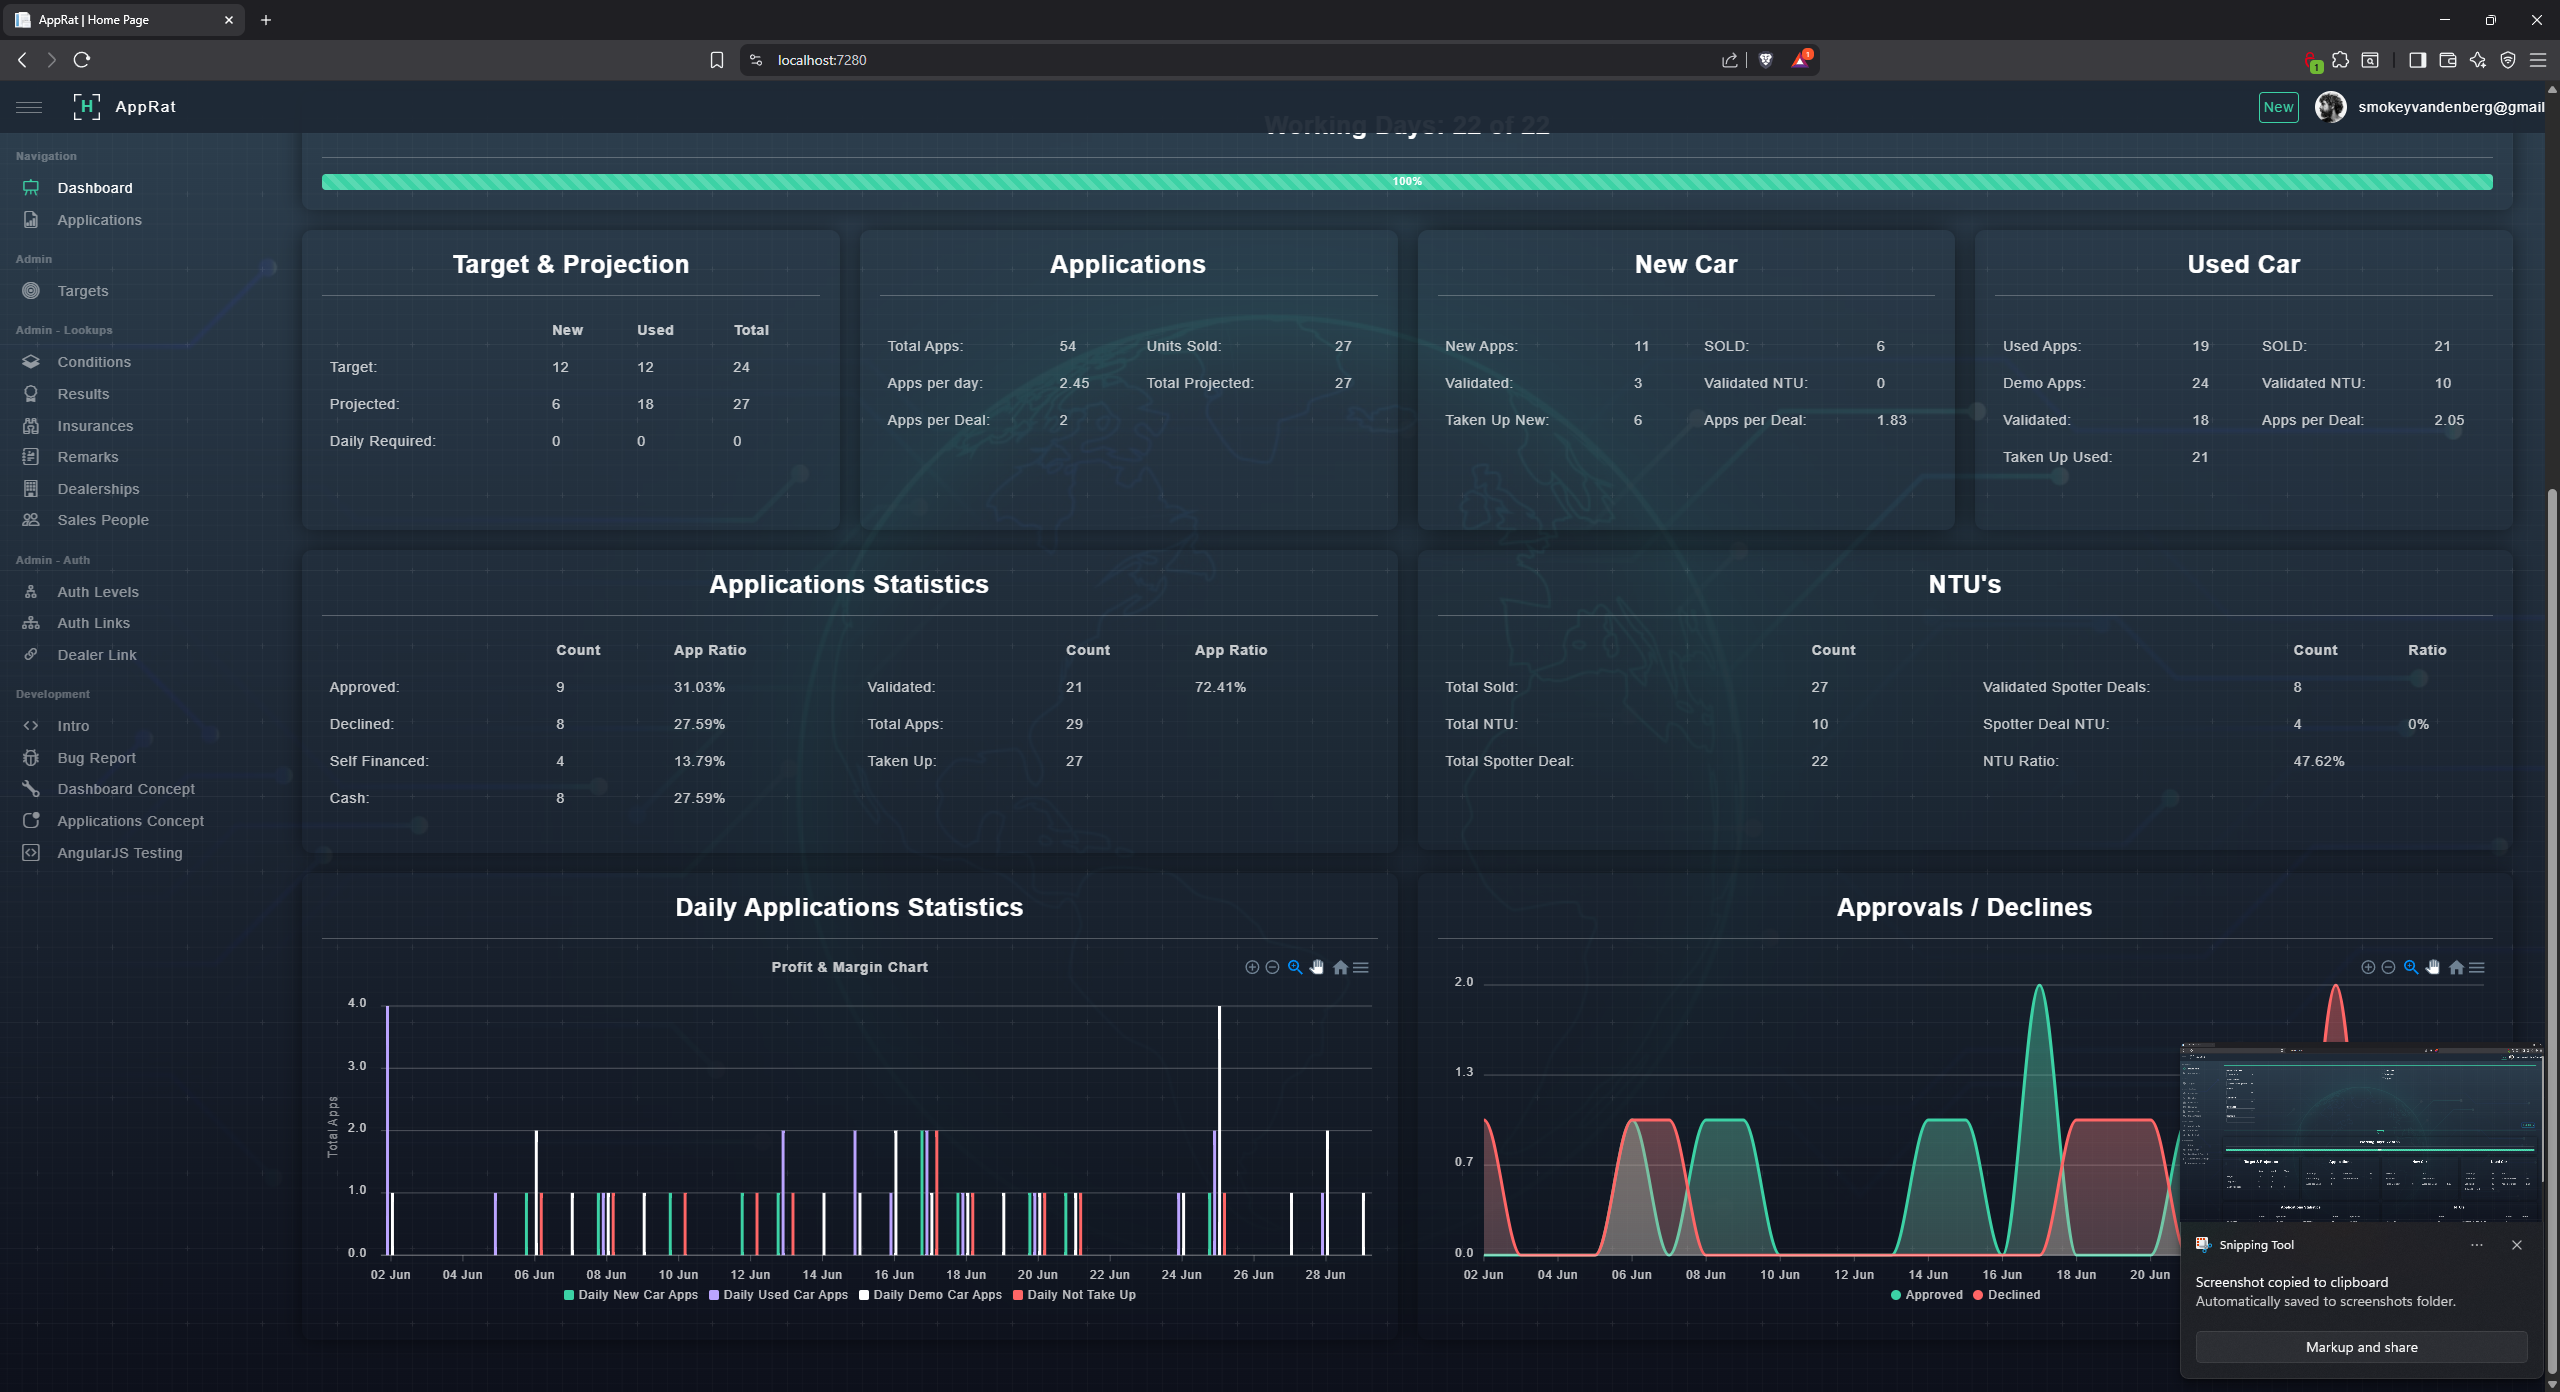 AppRat | Home Page
localhost:7280
1
1
H
AppRat
New
smokeyvandenberg@gmail
Working Days: 22 of 22
100%
Navigation
Dashboard
Applications
Admin
Targets
Admin - Lookups
Conditions
Results
Insurances
Remarks
Dealerships
Sales People
Admin - Auth
Auth Levels
Auth Links
Dealer Link
Development
Intro
Bug Report
Dashboard Concept
Applications Concept
AngularJS Testing
Target & Projection
New Used Total
Target: 12 12 24
Projected: 6 18 27
Daily Required: 0 0 0
Applications
Total Apps: 54 Units Sold: 27
Apps per day: 2.45 Total Projected: 27
Apps per Deal: 2
New Car
New Apps: 11 SOLD: 6
Validated: 3 Validated NTU: 0
Taken Up New: 6 Apps per Deal: 1.83
Used Car
Used Apps: 19 SOLD: 21
Demo Apps: 24 Validated NTU: 10
Validated: 18 Apps per Deal: 2.05
Taken Up Used: 21
Applications Statistics
Count App Ratio Count App Ratio
Approved: 9 31.03% Validated: 21 72.41%
Declined: 8 27.59% Total Apps: 29
Self Financed: 4 13.79% Taken Up: 27
Cash: 8 27.59%
NTU's
Count Count Ratio
Total Sold: 27 Validated Spotter Deals: 8
Total NTU: 10 Spotter Deal NTU: 4 0%
Total Spotter Deal: 22 NTU Ratio: 47.62%
Daily Applications Statistics
Profit & Margin Chart
Total Apps
4.0
3.0
2.0
1.0
0.0
02 Jun 04 Jun 06 Jun 08 Jun 10 Jun 12 Jun 14 Jun 16 Jun 18 Jun 20 Jun 22 Jun 24 Jun 26 Jun 28 Jun
Daily New Car Apps Daily Used Car Apps Daily Demo Car Apps Daily Not Take Up
Approvals / Declines
2.0
1.3
0.7
0.0
02 Jun 04 Jun 06 Jun 08 Jun 10 Jun 12 Jun 14 Jun 16 Jun 18 Jun 20 Jun
Approved Declined
Snipping Tool
Screenshot copied to clipboard
Automatically saved to screenshots folder.
Markup and share